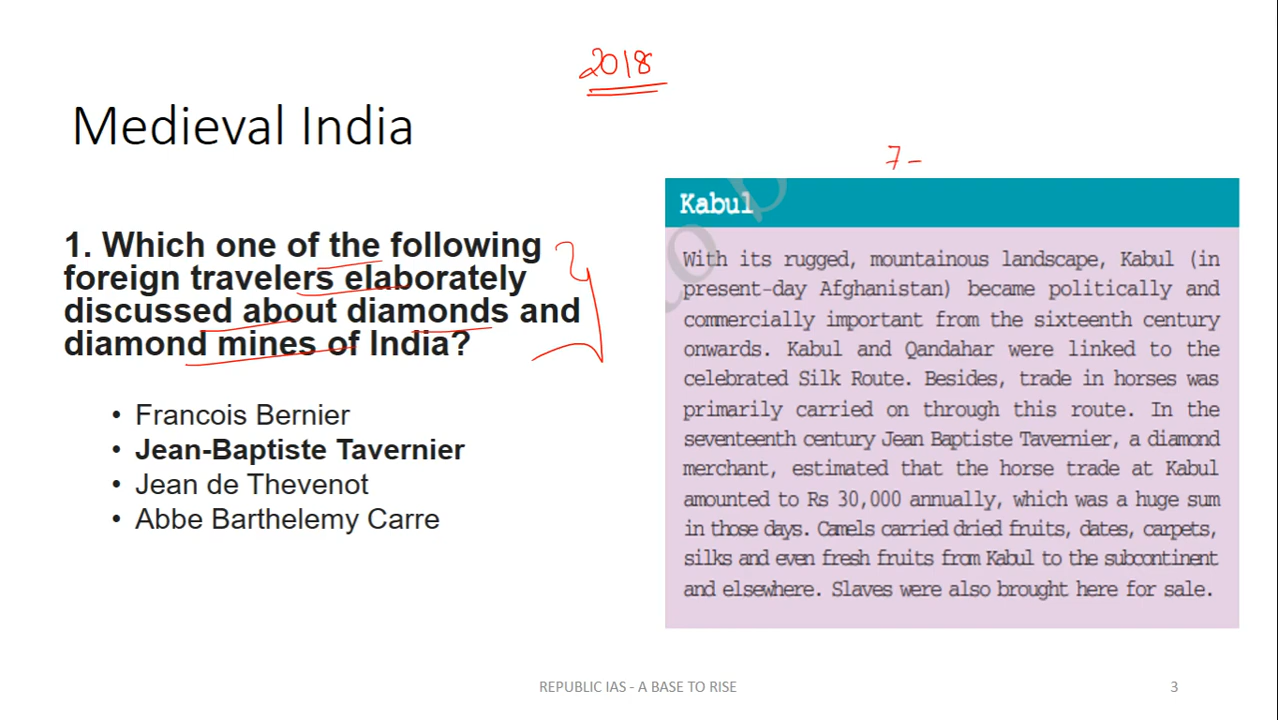 2018
Medieval India
7-
1. Which one of the following
foreign travelers elaborately
discussed about diamonds and
diamond mines of India?
• Francois Bernier
• Jean-Baptiste Tavernier
• Jean de Thevenot
• Abbe Barthelemy Carre
Kabul
With its rugged, mountainous landscape, Kabul (in
present-day Afghanistan) became politically and
commercially important from the sixteenth century
onwards. Kabul and Qandahar were linked to the
celebrated Silk Route. Besides, trade in horses was
primarily carried on through this route. In the
seventeenth century Jean Baptiste Tavernier, a diamond
merchant, estimated that the horse trade at Kabul
amounted to Rs 30,000 annually, which was a huge sum
in those days. Camels carried dried fruits, dates, carpets,
silks and even fresh fruits from Kabul to the subcontinent
and elsewhere. Slaves were also brought here for sale.
REPUBLIC IAS - A BASE TO RISE
3